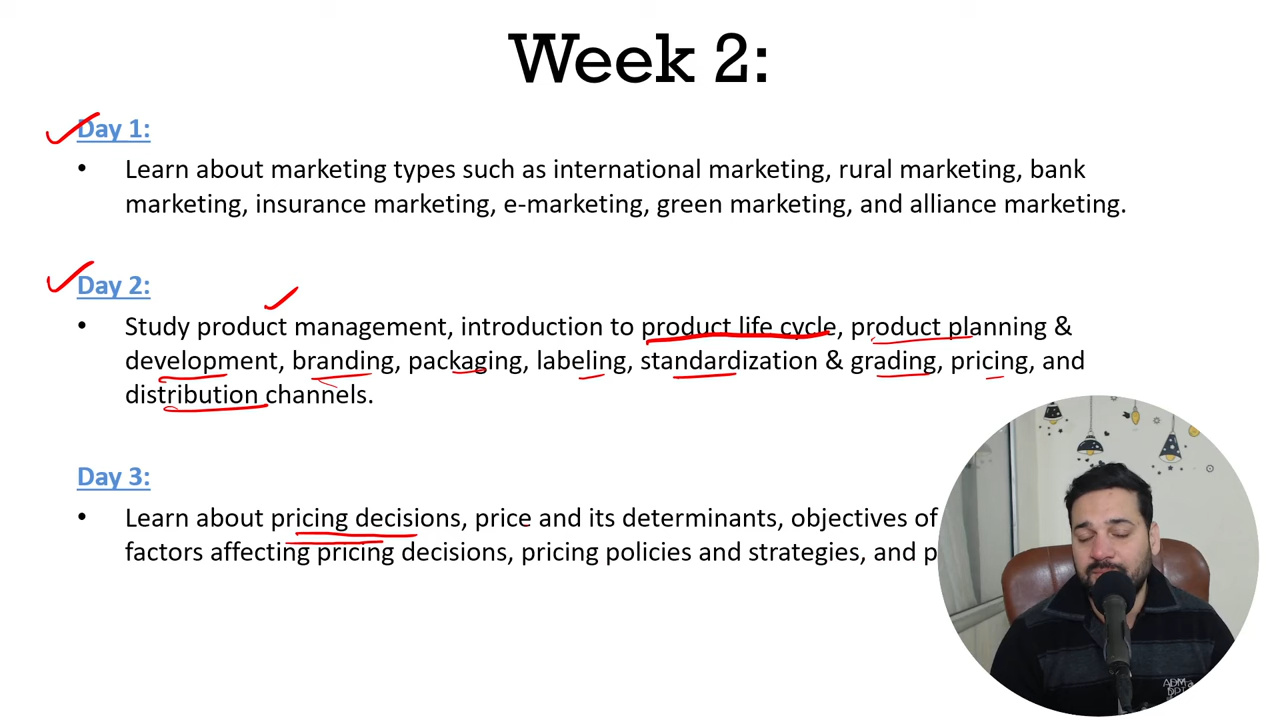 Week 2:
Day 1:
• Learn about marketing types such as international marketing, rural marketing, bank
marketing, insurance marketing, e-marketing, green marketing, and alliance marketing.
Day 2:
• Study product management, introduction to product life cycle, product planning &
development, branding, packaging, labeling, standardization & grading, pricing, and
distribution channels.
Day 3:
• Learn about pricing decisions, price and its determinants, objectives of
factors affecting pricing decisions, pricing policies and strategies, and